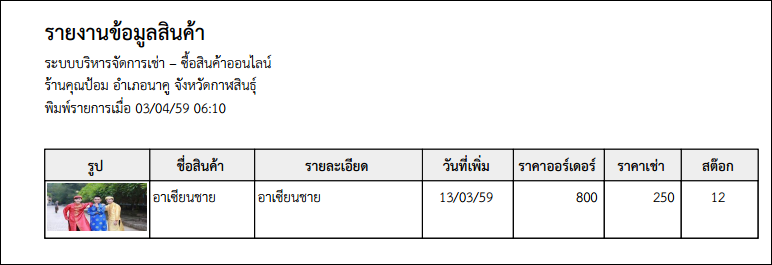 รายงานข้อมูลสินค้า
ระบบบริหารจัดการเช่า – ซื้อสินค้าออนไลน์
ร้านคุณป้อม อำเภอนาคู จังหวัดกาฬสินธุ์
พิมพ์รายการเมื่อ 03/04/59 06:10
รูป ชื่อสินค้า รายละเอียด วันที่เพิ่ม ราคาออร์เดอร์ ราคาเช่า สต๊อก
อาเซียนชาย อาเซียนชาย 13/03/59 800 250 12